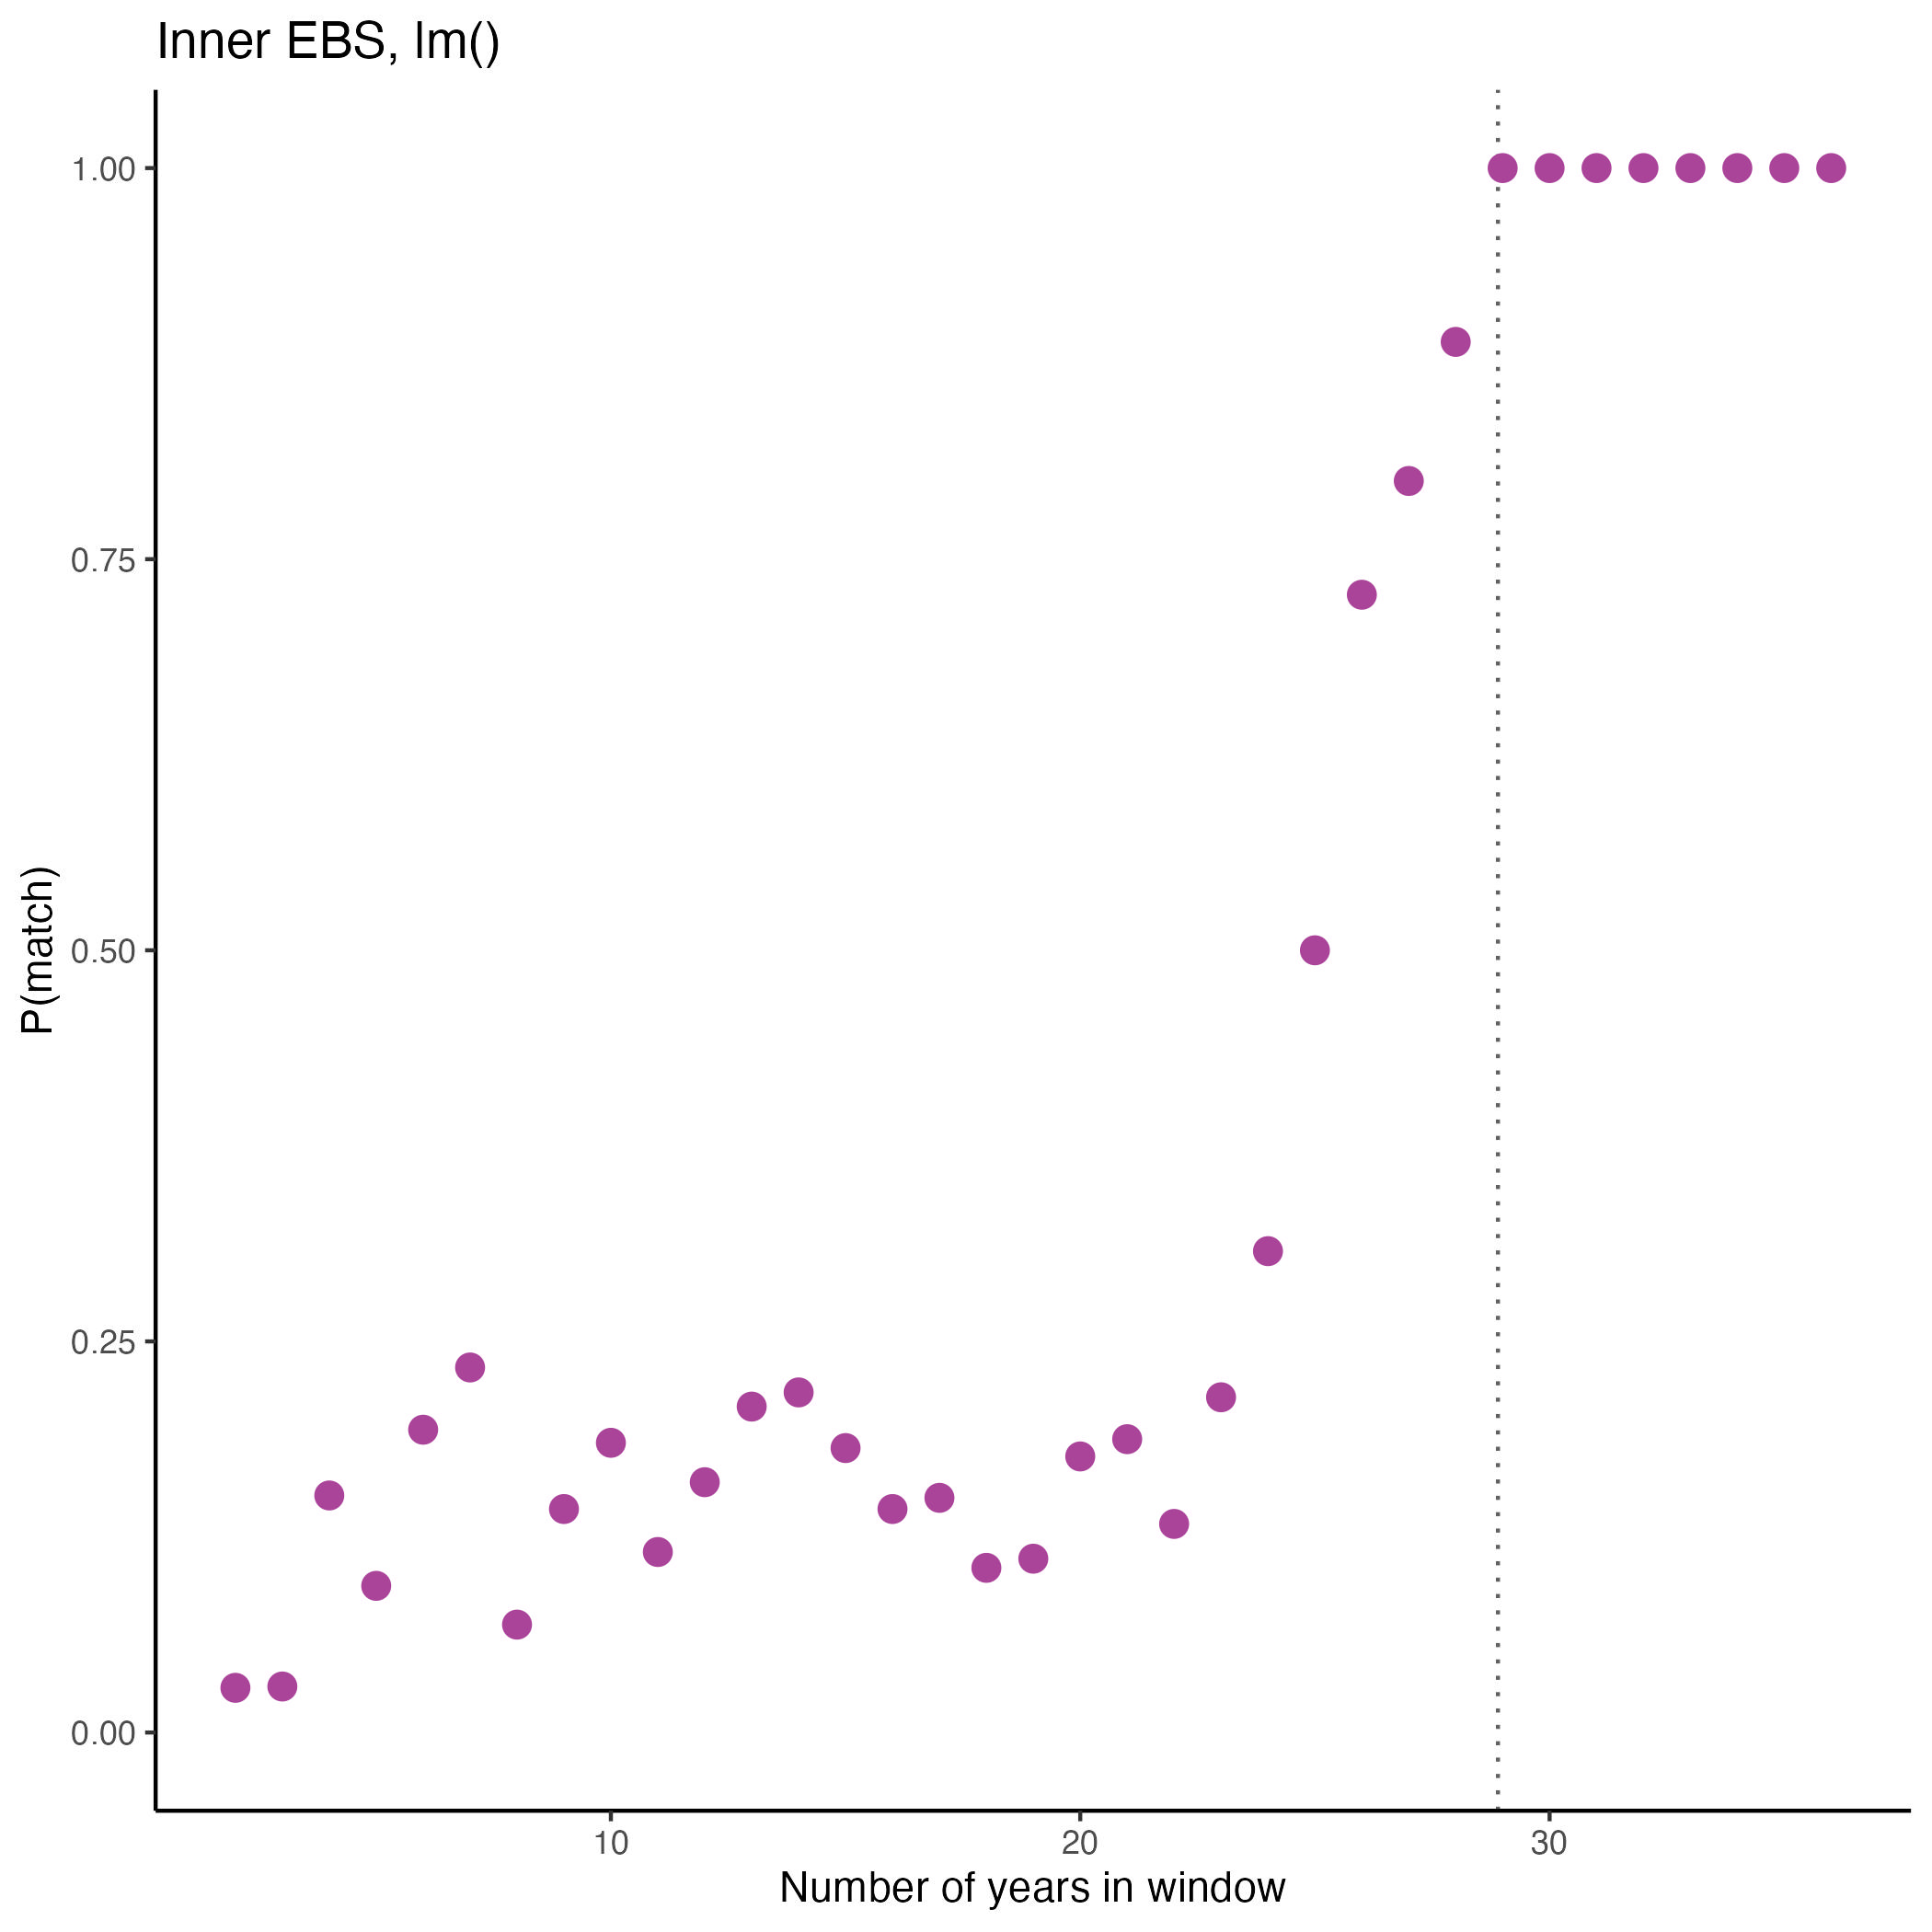 Inner EBS, lm()
P(match)
1.00
0.75
0.50
0.25
0.00
10 20 30
Number of years in window